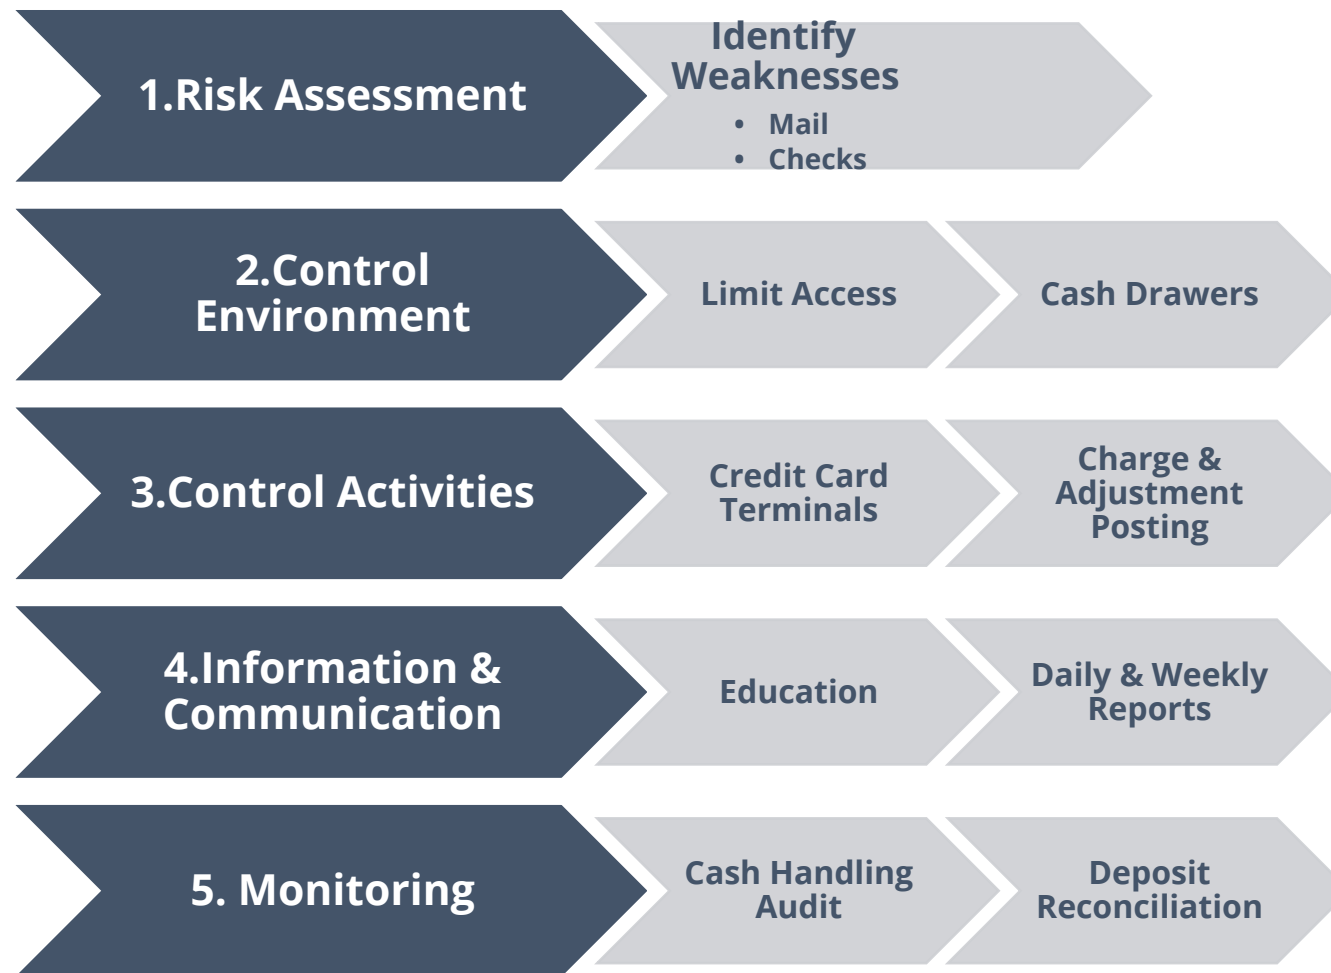 1.Risk Assessment
Identify
Weaknesses
• Mail
• Checks
2.Control
Environment
Limit Access
Cash Drawers
3.Control Activities
Credit Card
Terminals
Charge &
Adjustment
Posting
4.Information &
Communication
Education
Daily & Weekly
Reports
5. Monitoring
Cash Handling
Audit
Deposit
Reconciliation